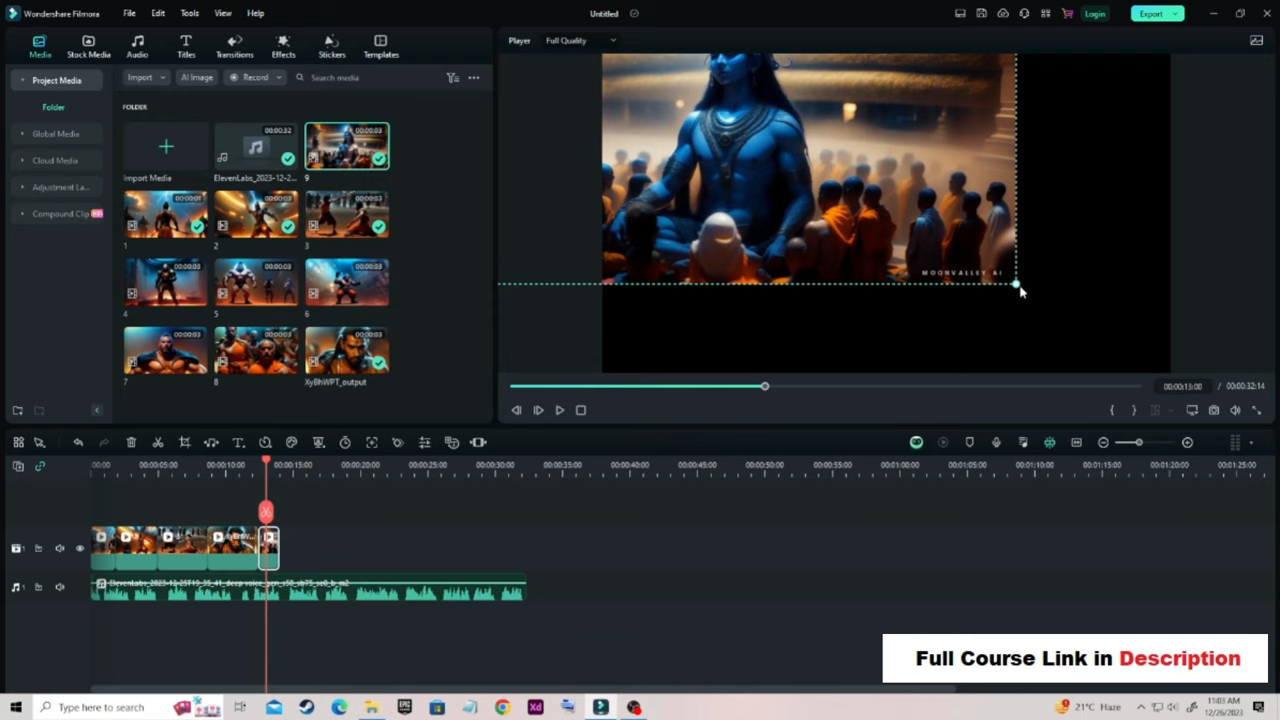 Wondershare Filmora
File
Edit
Tools
View
Help
Untitled
Login
Export
Media
Stock Media
Audio
Titles
Transitions
Effects
Stickers
Templates
Player
Full Quality
Project Media
Folder
Global Media
Cloud Media
Adjustment La...
Compound Clip
Import
AI Image
Record
Search media
FOLDER
00:00:32
00:00:03
Import Media
ElevenLabs_2023-12-2...
9
00:00:01
00:00:03
00:00:03
1
2
3
00:00:03
00:00:03
00:00:03
4
5
6
00:00:03
00:00:03
00:00:03
7
8
XyBhWPT_output
MOONVALLEY AI
00:00:13:00 / 00:00:32:14
00:00
00:00:05:00
00:00:10:00
00:00:15:00
00:00:20:00
00:00:25:00
00:00:30:00
00:00:35:00
00:00:40:00
00:00:45:00
00:00:50:00
00:00:55:00
00:01:00:00
00:01:05:00
00:01:10:00
00:01:15:00
00:01:20:00
00:01:25:00
1
1
Full Course Link in Description
Type here to search
EPIC
Xd
21°C Haze
11:03 AM
12/26/2023